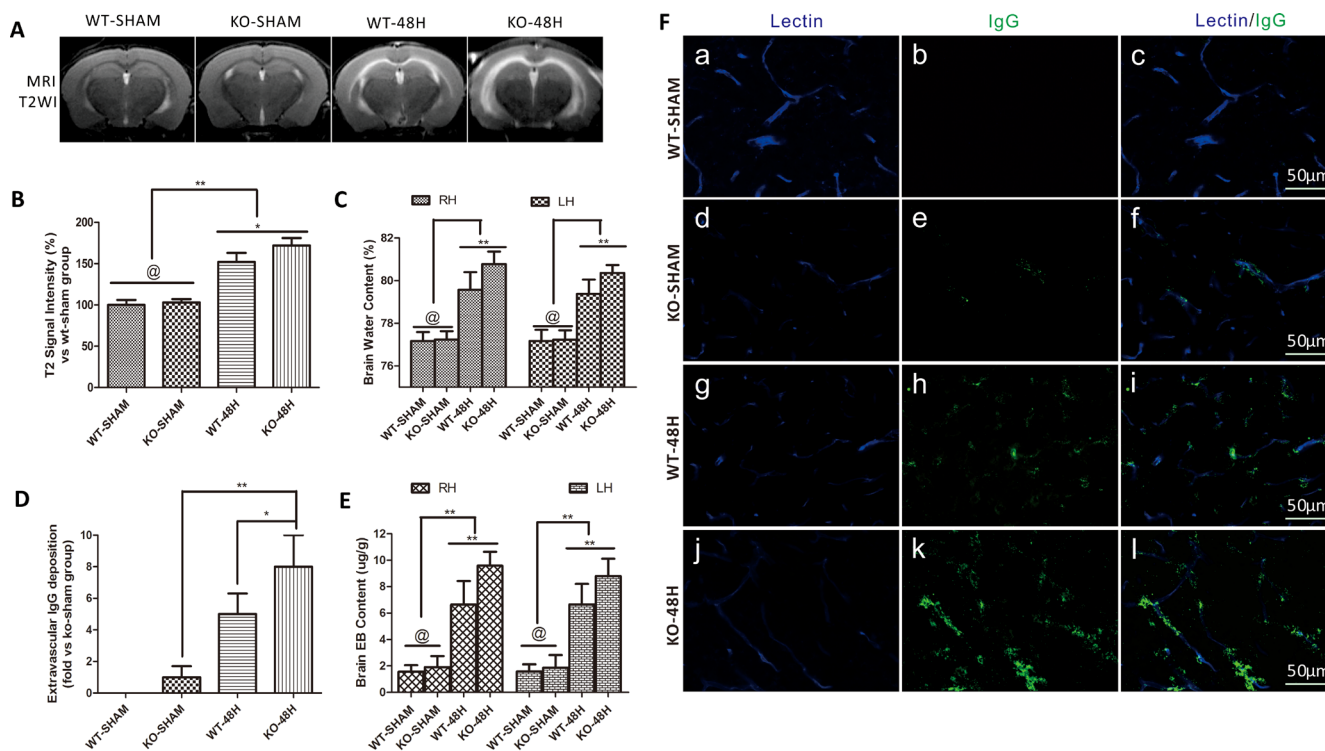 A
WT-SHAM
KO-SHAM
WT-48H
KO-48H
MRI
T2WI
B
T2 Signal Intensity (%)
vs wt-sham group
200
150
100
50
0
**
*
@
WT-SHAM
KO-SHAM
WT-48H
KO-48H
C
RH
LH
Brain Water Content (%)
82
80
78
76
**
@
**
@
WT-SHAM
KO-SHAM
WT-48H
KO-48H
WT-SHAM
KO-SHAM
WT-48H
KO-48H
D
Extravascular IgG deposition
(fold vs ko-sham group)
10
8
6
4
2
0
**
*
WT-SHAM
KO-SHAM
WT-48H
KO-48H
E
RH
LH
Brain EB Content (ug/g)
12
10
8
6
4
2
0
**
**
@
**
**
@
WT-SHAM
KO-SHAM
WT-48H
KO-48H
WT-SHAM
KO-SHAM
WT-48H
KO-48H
F
Lectin
IgG
Lectin/IgG
WT-SHAM
a
b
c
50μm
KO-SHAM
d
e
f
50μm
WT-48H
g
h
i
50μm
KO-48H
j
k
l
50μm